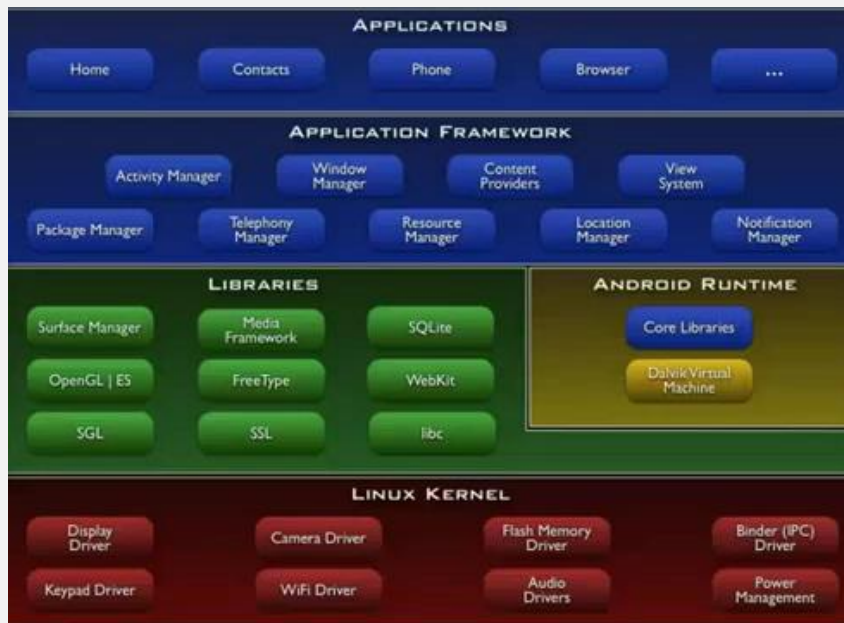 APPLICATIONS
Home
Contacts
Phone
Browser
...
APPLICATION FRAMEWORK
Activity Manager
Window
Manager
Content
Providers
View
System
Package Manager
Telephony
Manager
Resource
Manager
Location
Manager
Notification
Manager
LIBRARIES
Surface Manager
Media
Framework
SQLite
OpenGL | ES
FreeType
WebKit
SGL
SSL
libc
ANDROID RUNTIME
Core Libraries
Dalvik Virtual
Machine
LINUX KERNEL
Display
Driver
Camera Driver
Flash Memory
Driver
Binder (IPC)
Driver
Keypad Driver
WiFi Driver
Audio
Drivers
Power
Management